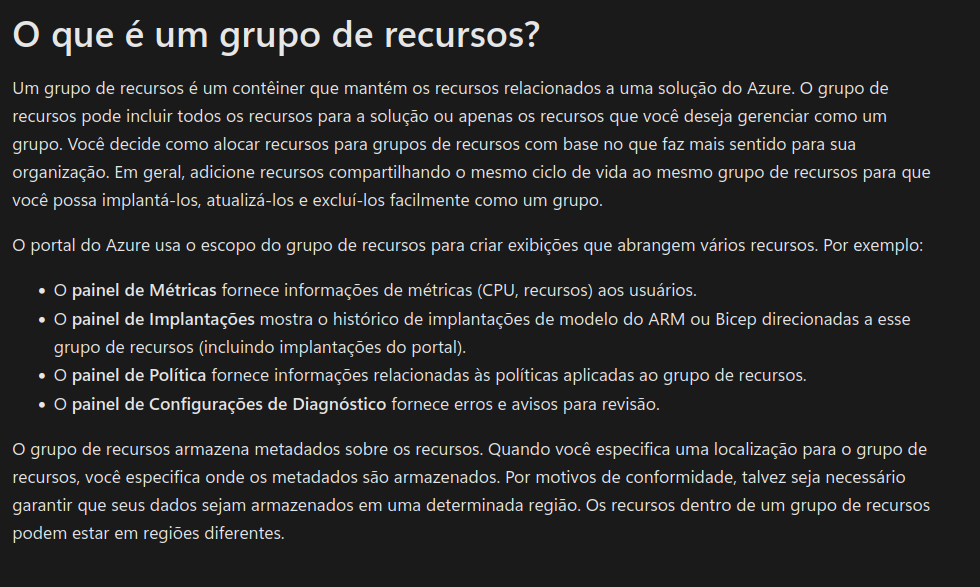 O que é um grupo de recursos?
Um grupo de recursos é um contêiner que mantém os recursos relacionados a uma solução do Azure. O grupo de
recursos pode incluir todos os recursos para a solução ou apenas os recursos que você deseja gerenciar como um
grupo. Você decide como alocar recursos para grupos de recursos com base no que faz mais sentido para sua
organização. Em geral, adicione recursos compartilhando o mesmo ciclo de vida ao mesmo grupo de recursos para que
você possa implantá-los, atualizá-los e excluí-los facilmente como um grupo.
O portal do Azure usa o escopo do grupo de recursos para criar exibições que abrangem vários recursos. Por exemplo:
• O painel de Métricas fornece informações de métricas (CPU, recursos) aos usuários.
• O painel de Implantações mostra o histórico de implantações de modelo do ARM ou Bicep direcionadas a esse
grupo de recursos (incluindo implantações do portal).
• O painel de Política fornece informações relacionadas às políticas aplicadas ao grupo de recursos.
• O painel de Configurações de Diagnóstico fornece erros e avisos para revisão.
O grupo de recursos armazena metadados sobre os recursos. Quando você especifica uma localização para o grupo de
recursos, você especifica onde os metadados são armazenados. Por motivos de conformidade, talvez seja necessário
garantir que seus dados sejam armazenados em uma determinada região. Os recursos dentro de um grupo de recursos
podem estar em regiões diferentes.